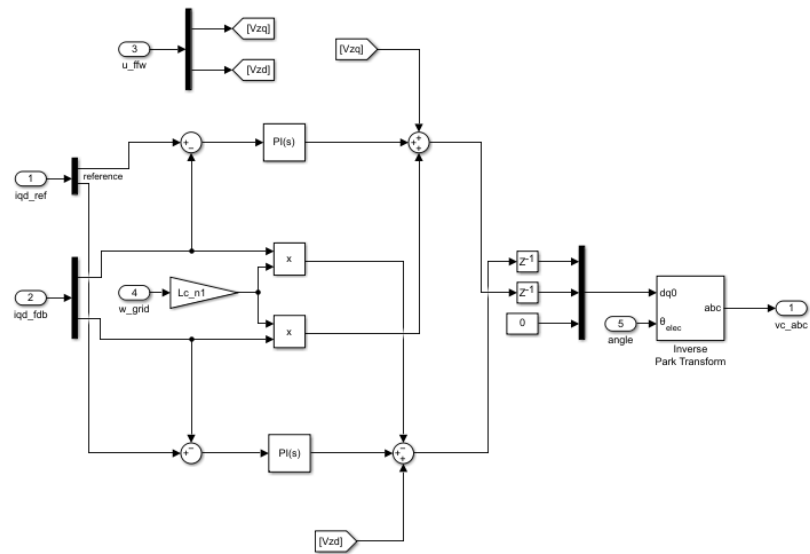 3
u_ffw
[Vzq]
[Vzd]
[Vzq]
+ -
PI(s)
+
+
+
1
iqd_ref
reference
2
iqd_fdb
4
w_grid
Lc_n1
x
x
Z-1
Z-1
0
dq0
abc
θelec
5
angle
Inverse
Park Transform
1
vc_abc
+ -
PI(s)
+ -
+
[Vzd]